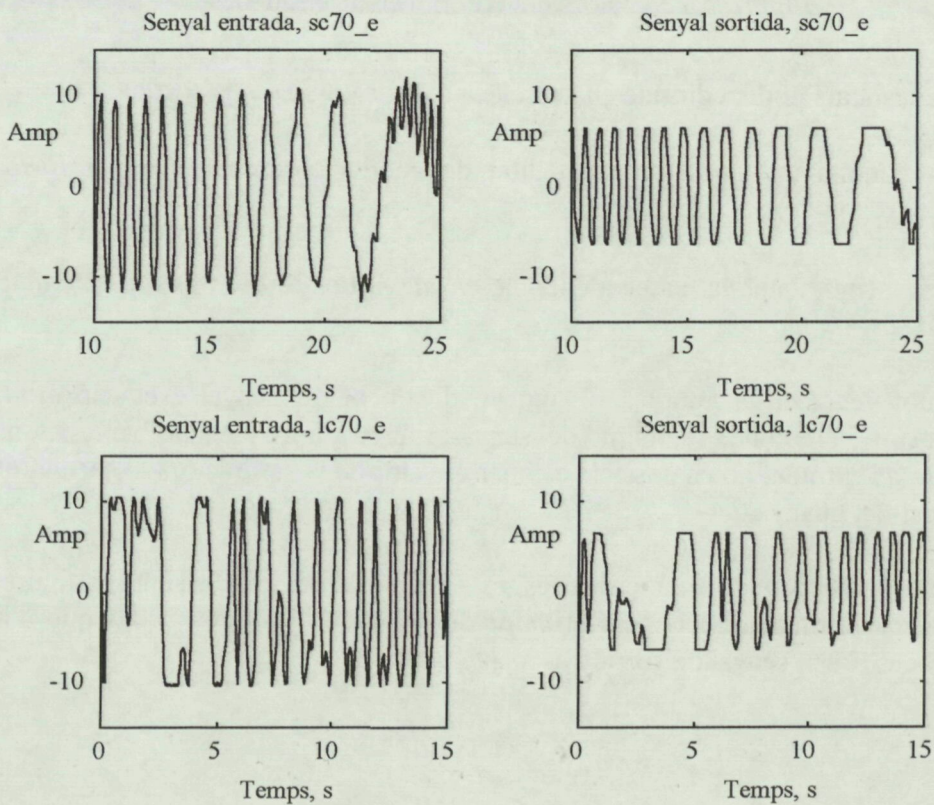 Senyal entrada, sc70_e
Amp
10
0
-10
10 15 20 25
Temps, s
Senyal sortida, sc70_e
Amp
10
0
-10
10 15 20 25
Temps, s
Senyal entrada, lc70_e
Amp
10
0
-10
0 5 10 15
Temps, s
Senyal sortida, lc70_e
Amp
10
0
-10
0 5 10 15
Temps, s